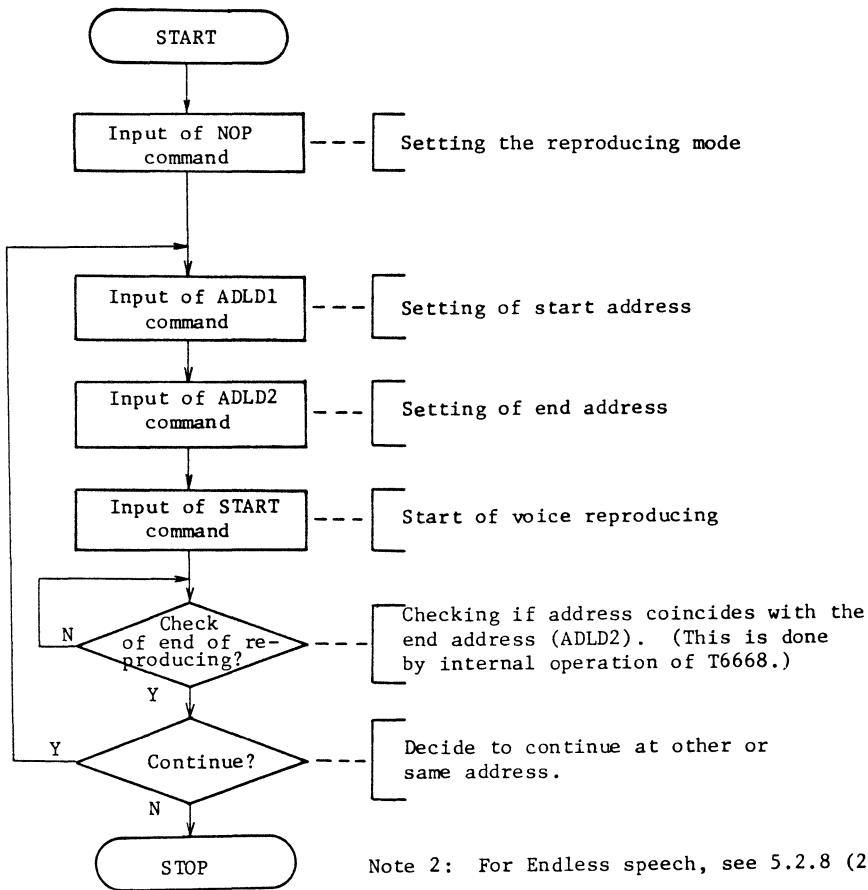 START
Input of NOP
command
Setting the reproducing mode
Input of ADLD1
command
Setting of start address
Input of ADLD2
command
Setting of end address
Input of START
command
Start of voice reproducing
N
Check
of end of re-
producing?
Checking if address coincides with the
end address (ADLD2). (This is done
by internal operation of T6668.)
Y
Y
Continue?
Decide to continue at other or
same address.
N
STOP
Note 2: For Endless speech, see 5.2.8 (2